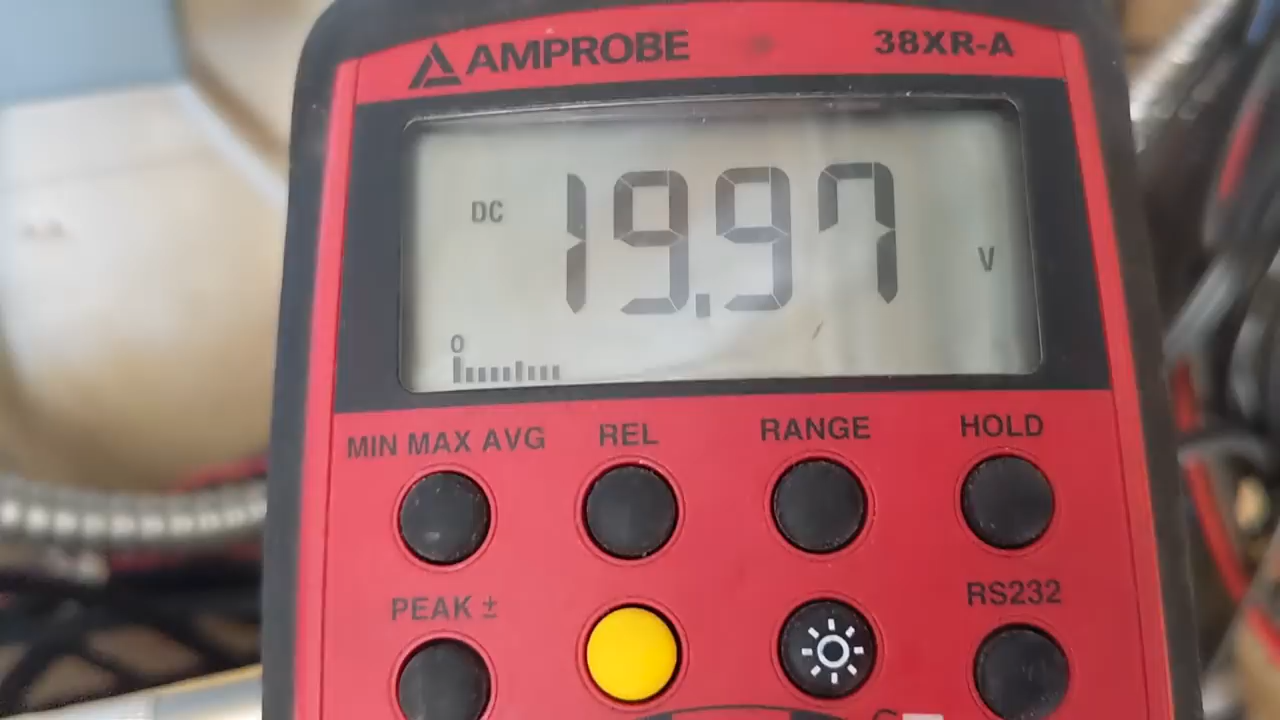 AMPROBE 38XR-A
DC 19.97 V
0
MIN MAX AVG REL RANGE HOLD
PEAK ± RS232